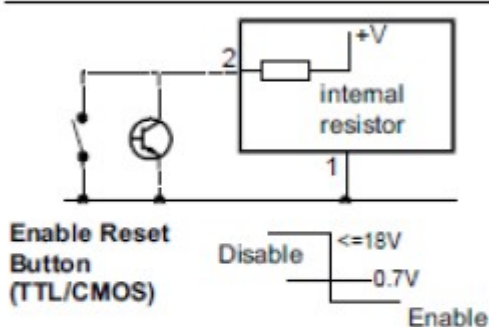 +V
2
internal
resistor
1
Enable Reset
Button
(TTL/CMOS)
Disable
<=18V
0.7V
Enable